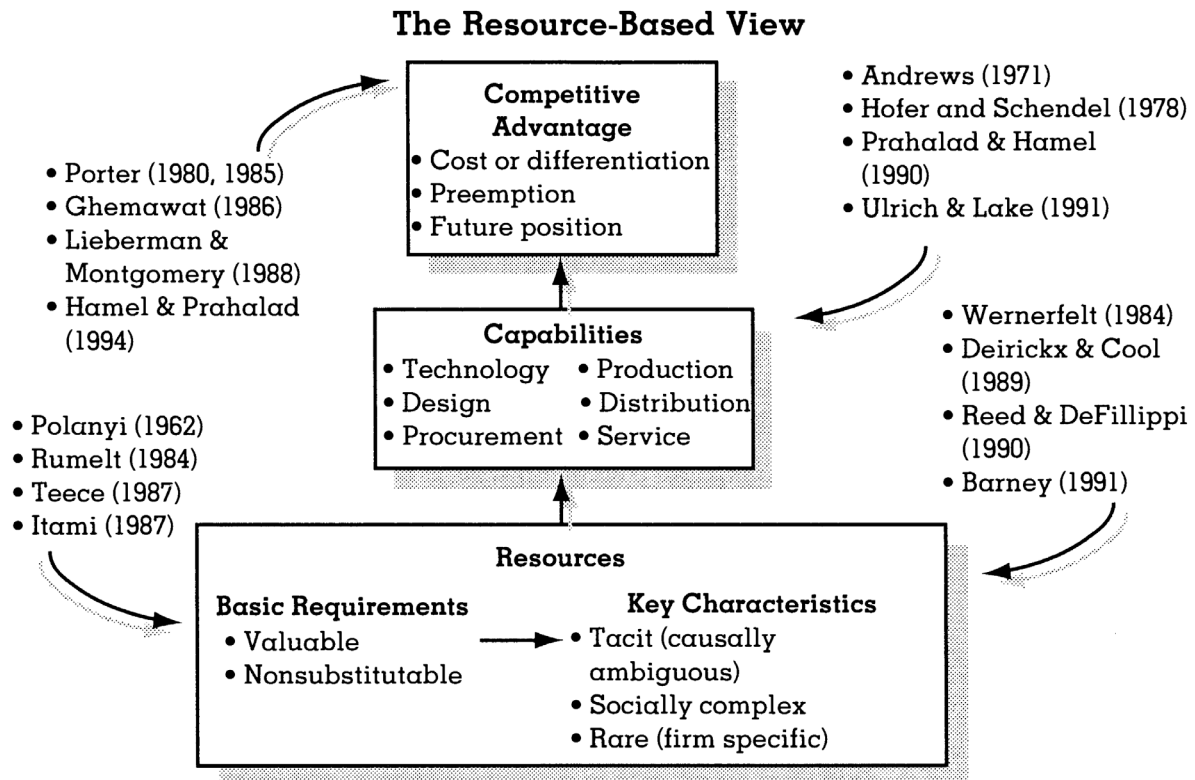 The Resource-Based View
Competitive
Advantage
• Cost or differentiation
• Preemption
• Future position
• Andrews (1971)
• Hofer and Schendel (1978)
• Prahalad & Hamel
(1990)
• Ulrich & Lake (1991)
• Porter (1980, 1985)
• Ghemawat (1986)
• Lieberman &
Montgomery (1988)
• Hamel & Prahalad
(1994)
Capabilities
• Technology
• Design
• Procurement
• Production
• Distribution
• Service
• Wernerfelt (1984)
• Deirickx & Cool
(1989)
• Reed & DeFillippi
(1990)
• Barney (1991)
• Polanyi (1962)
• Rumelt (1984)
• Teece (1987)
• Itami (1987)
Resources
Basic Requirements
• Valuable
• Nonsubstitutable
Key Characteristics
• Tacit (causally
ambiguous)
• Socially complex
• Rare (firm specific)